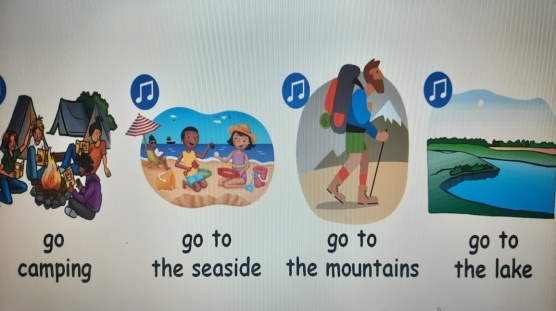 go
camping
go to
the seaside
go to
the mountains
go to
the lake